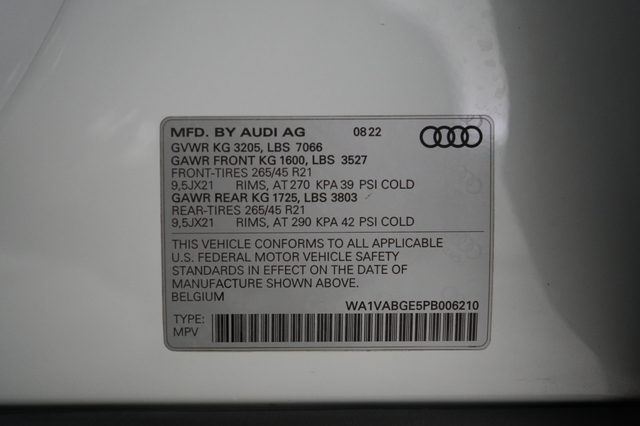 MFD. BY AUDI AG 08 22
GVWR KG 3205, LBS 7066
GAWR FRONT KG 1600, LBS 3527
FRONT-TIRES 265/45 R21
9,5JX21 RIMS, AT 270 KPA 39 PSI COLD
GAWR REAR KG 1725, LBS 3803
REAR-TIRES 265/45 R21
9,5JX21 RIMS, AT 290 KPA 42 PSI COLD
THIS VEHICLE CONFORMS TO ALL APPLICABLE
U.S. FEDERAL MOTOR VEHICLE SAFETY
STANDARDS IN EFFECT ON THE DATE OF
MANUFACTURE SHOWN ABOVE.
BELGIUM WA1VABGE5PB006210
TYPE:
MPV